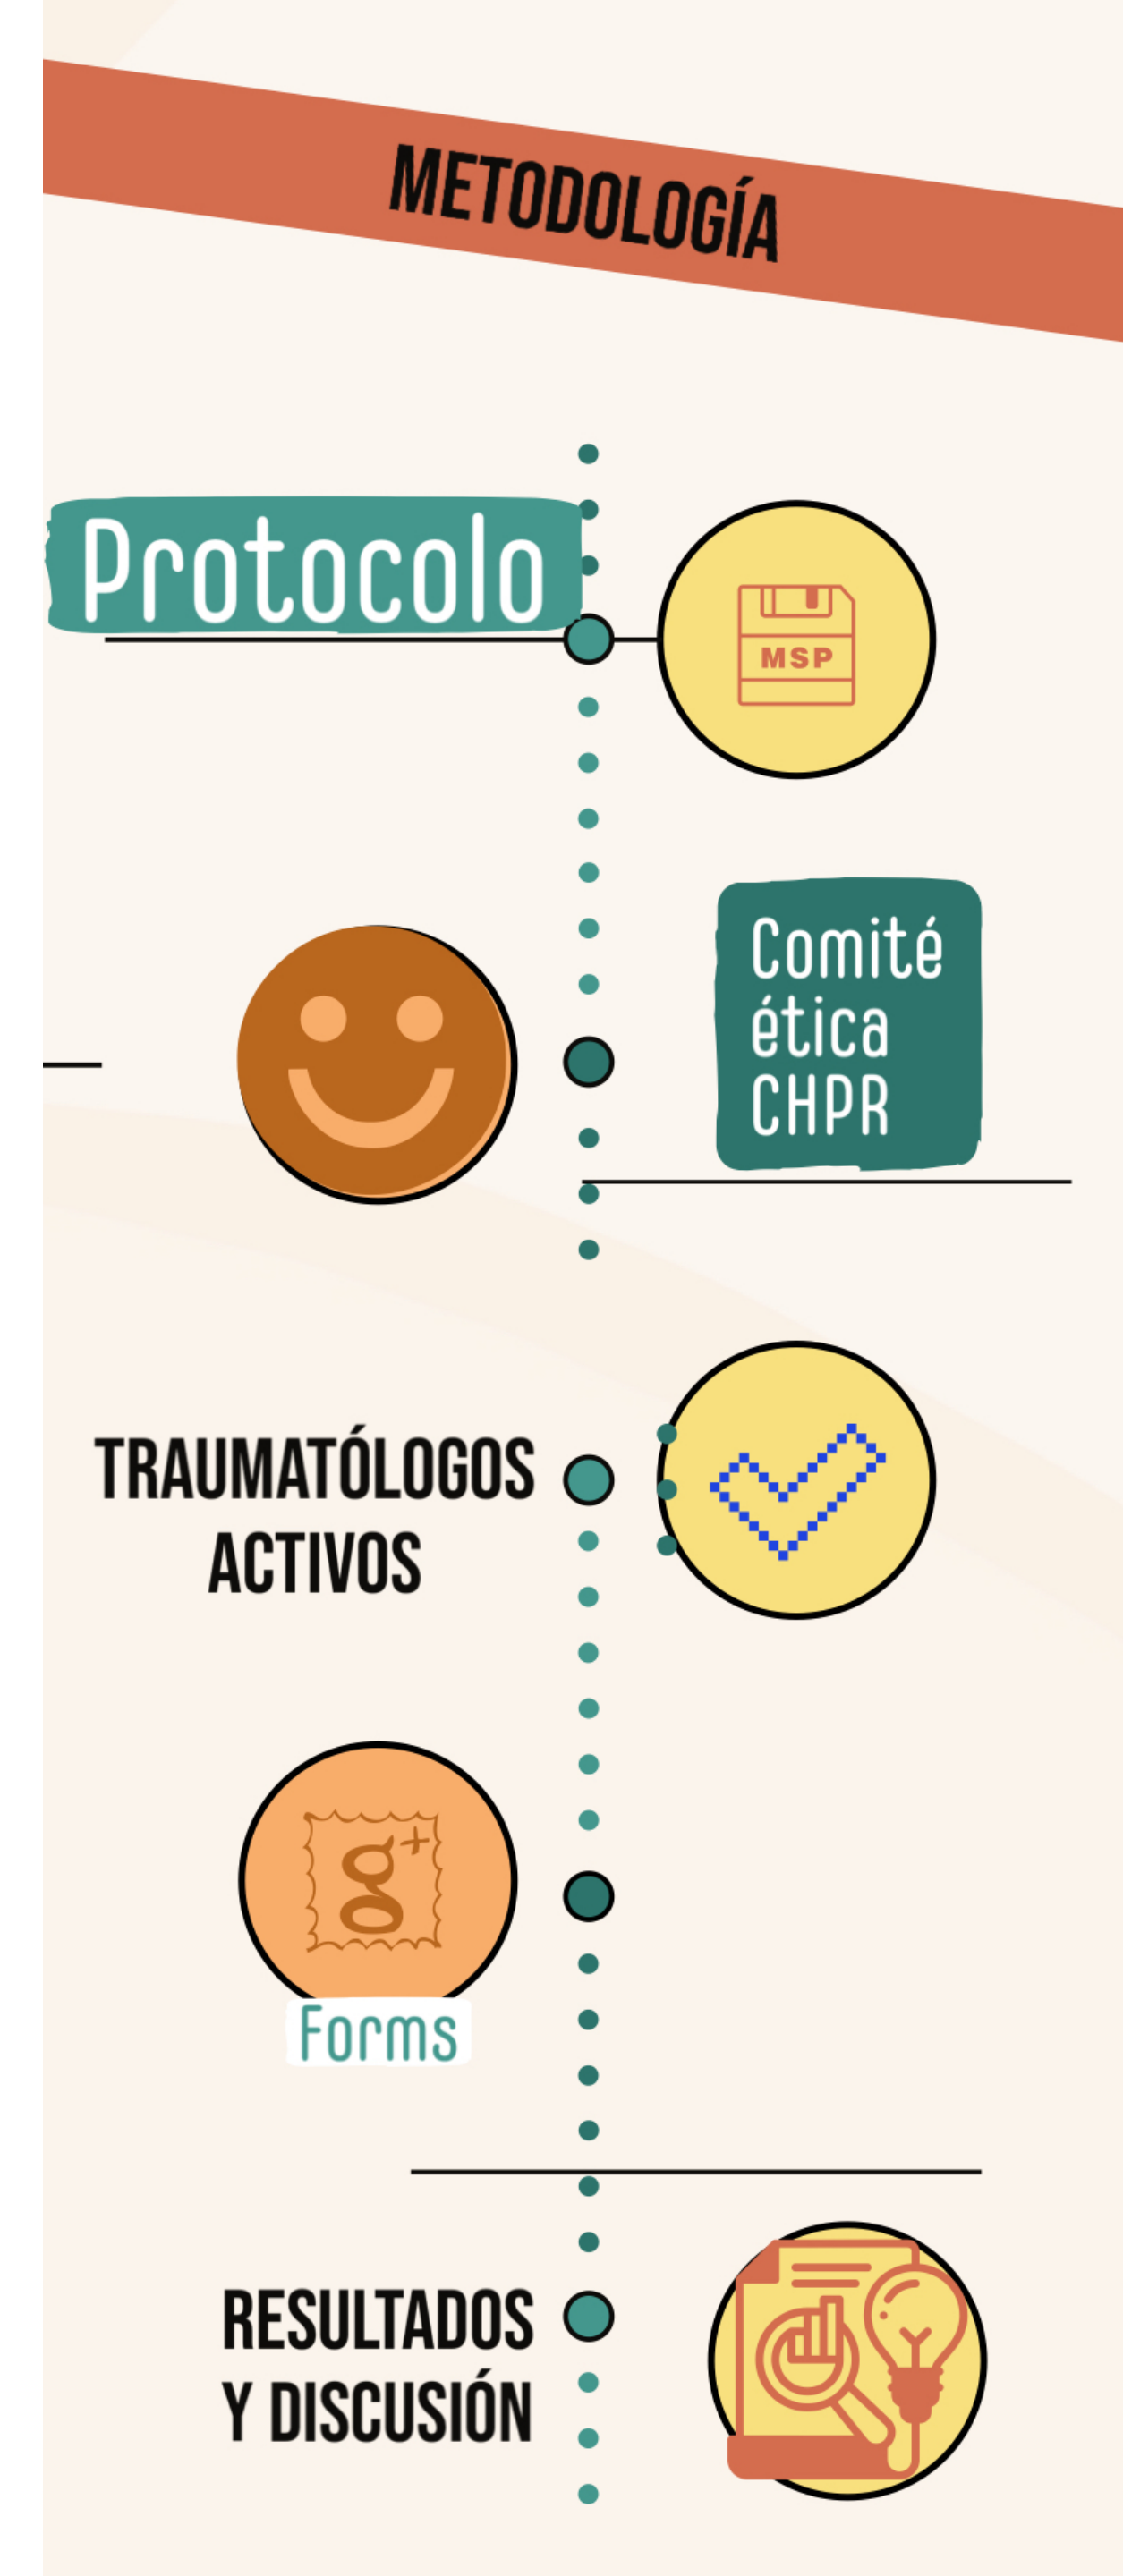 METODOLOGÍA
Protocolo
MSP
Comité
ética
CHPR
TRAUMATÓLOGOS
ACTIVOS
g+
Forms
RESULTADOS
Y DISCUSIÓN